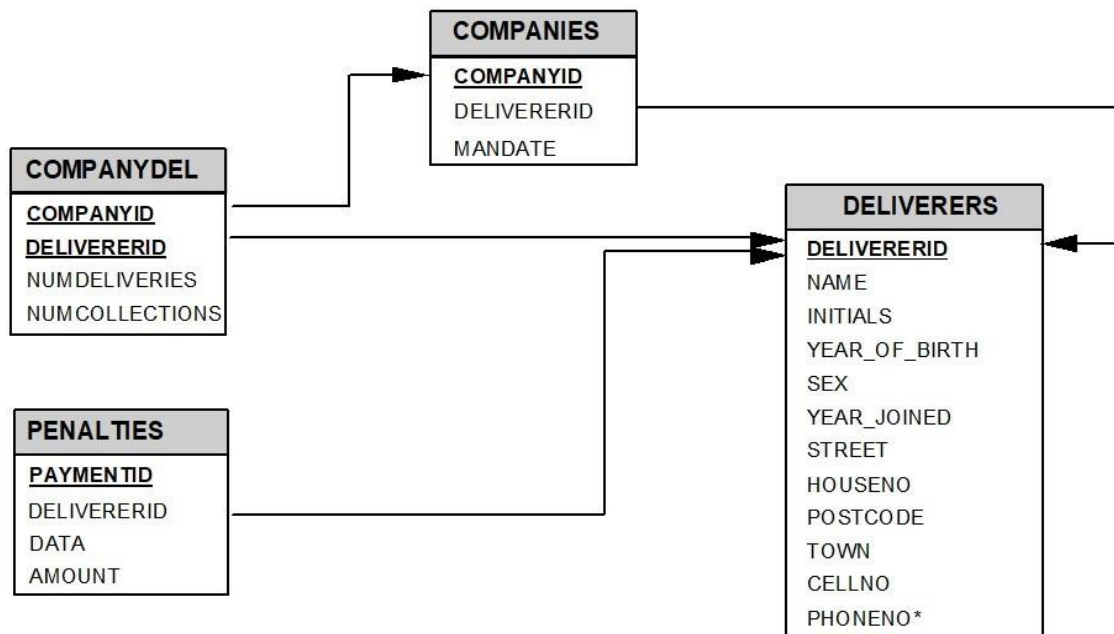 COMPANIES
COMPANYID
DELIVERERID
MANDATE
COMPANYDEL
COMPANYID
DELIVERERID
NUMDELIVERIES
NUMCOLLECTIONS
DELIVERERS
DELIVERERID
NAME
INITIALS
YEAR_OF_BIRTH
SEX
YEAR_JOINED
STREET
HOUSENO
POSTCODE
TOWN
CELLNO
PHONENO*
PENALTIES
PAYMENTID
DELIVERERID
DATA
AMOUNT